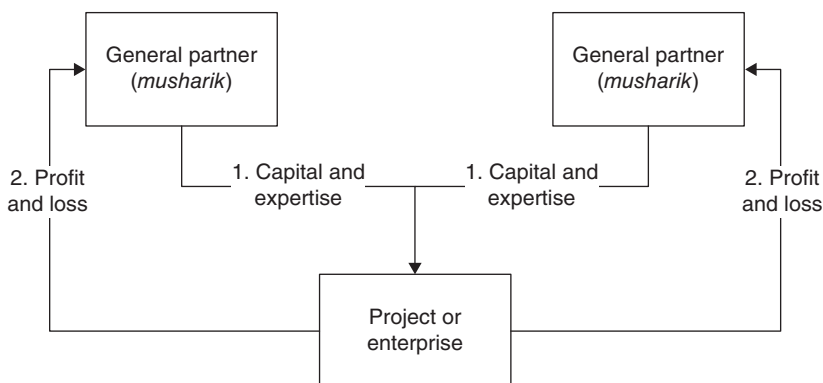 General partner
(musharik)
General partner
(musharik)
2. Profit
and loss
1. Capital and
expertise
1. Capital and
expertise
2. Profit
and loss
Project or
enterprise